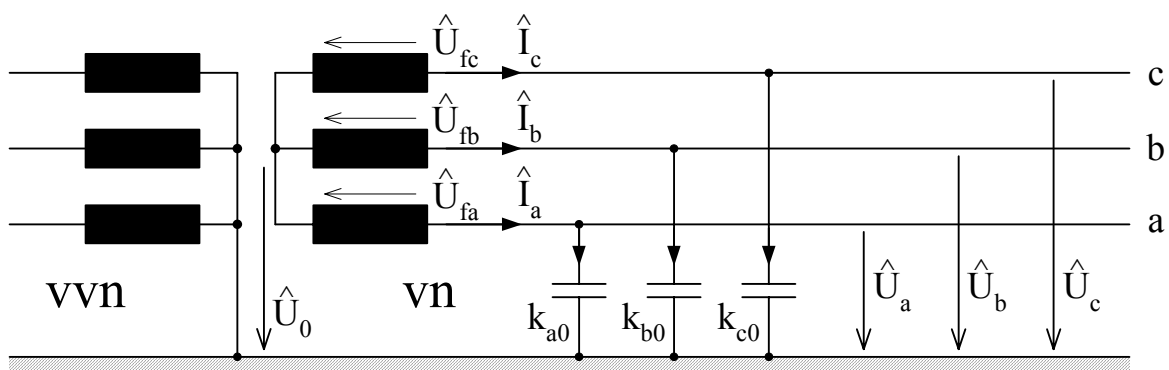 Û_fc Î_c c
Û_fb Î_b b
Û_fa Î_a a
vvn Û_0 vn k_a0 k_b0 k_c0 Û_a Û_b Û_c